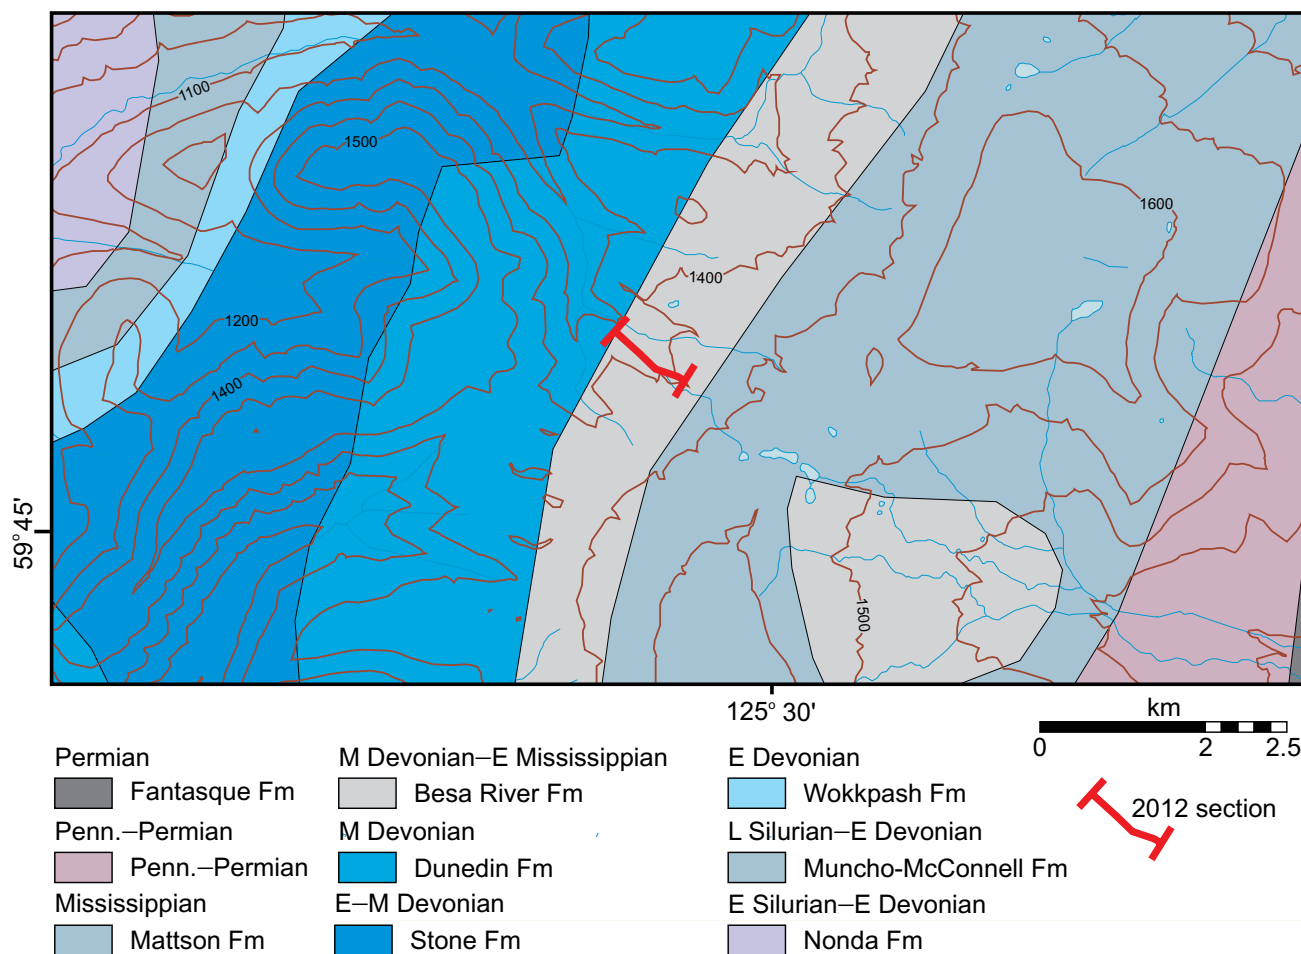 1100
1500
1600
1400
1200
1400
1500
59° 45'
125° 30'
km
0 2 2.5
2012 section
Permian
Fantasque Fm
Penn.–Permian
Penn.–Permian
Mississippian
Mattson Fm
M Devonian–E Mississippian
Besa River Fm
M Devonian
Dunedin Fm
E–M Devonian
Stone Fm
E Devonian
Wokkpash Fm
L Silurian–E Devonian
Muncho-McConnell Fm
E Silurian–E Devonian
Nonda Fm